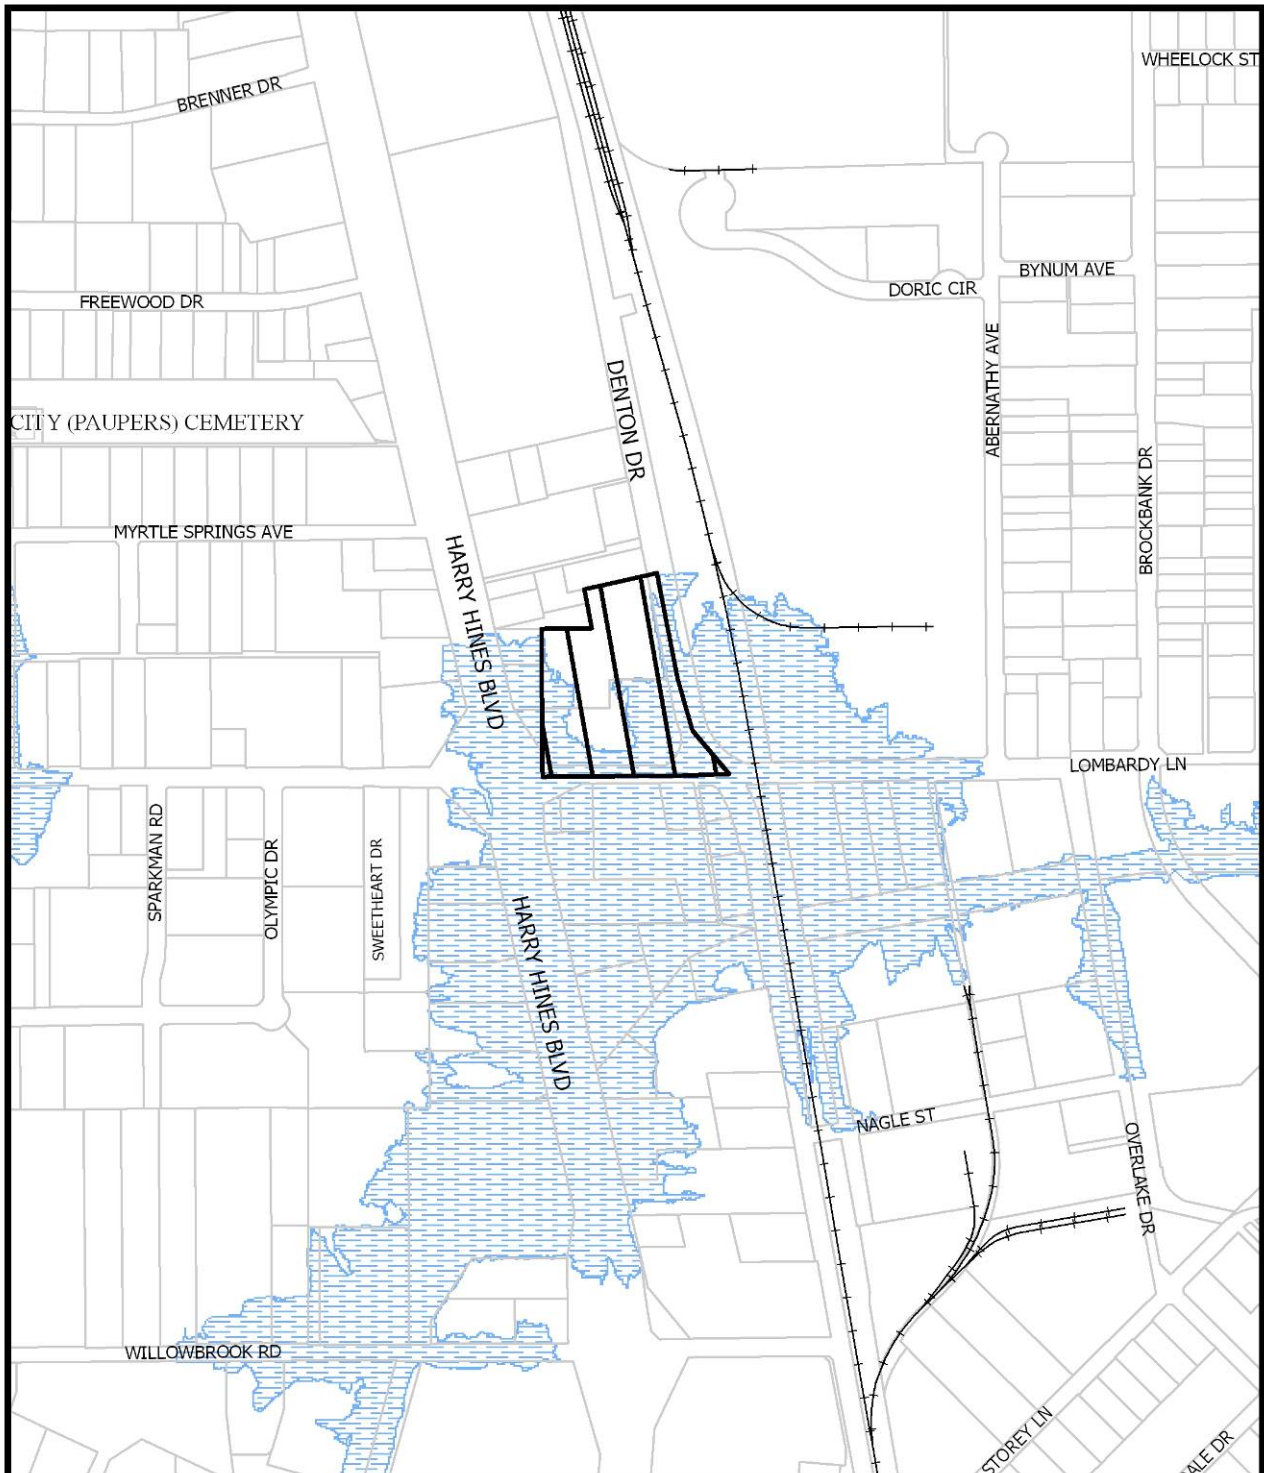 WHEELOCK ST
BRENNER DR
BYNUM AVE
DORIC CIR
FREEWOOD DR
ABERNATHY AVE
DENTON DR
CITY (PAUPERS) CEMETERY
BROCKBANK DR
MYRTLE SPRINGS AVE
HARRY HINES BLVD
LOMBARDY LN
SPARKMAN RD
OLYMPIC DR
SWEETHEART DR
HARRY HINES BLVD
NAGLE ST
OVERLAKE DR
WILLOWBROOK RD
STOREY LN
ALE DR